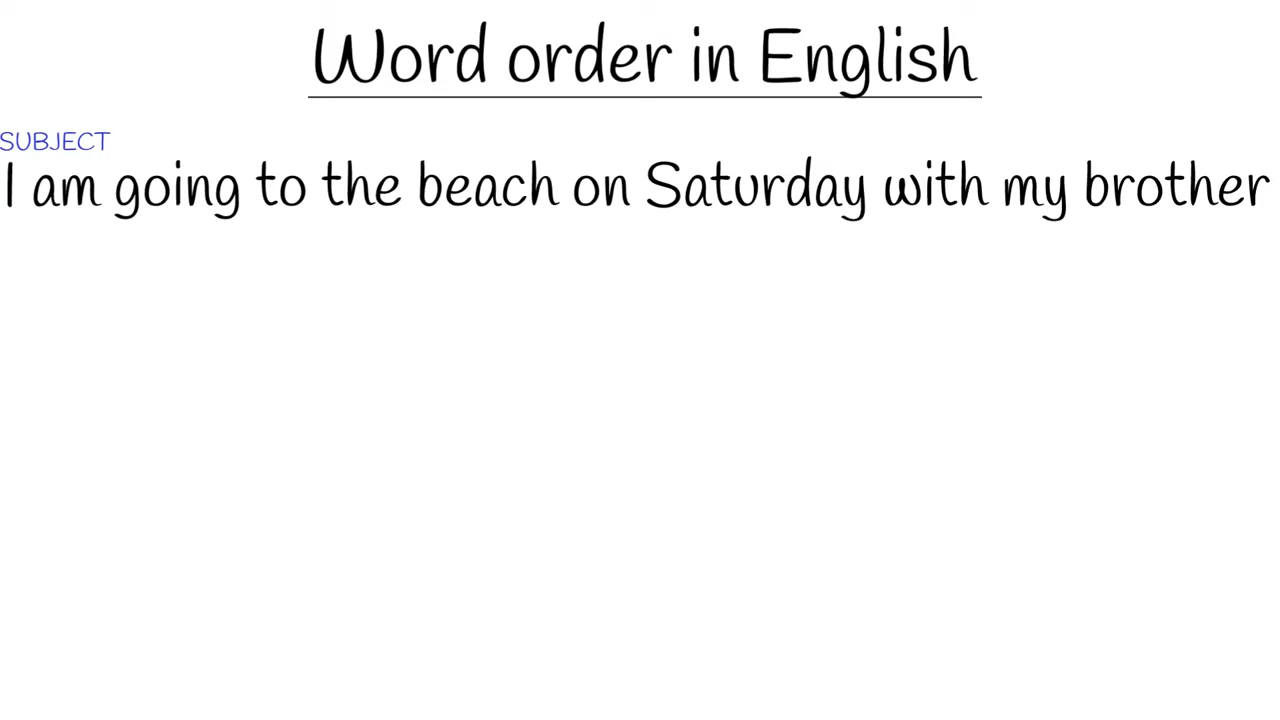 Word order in English
SUBJECT
I am going to the beach on Saturday with my brother